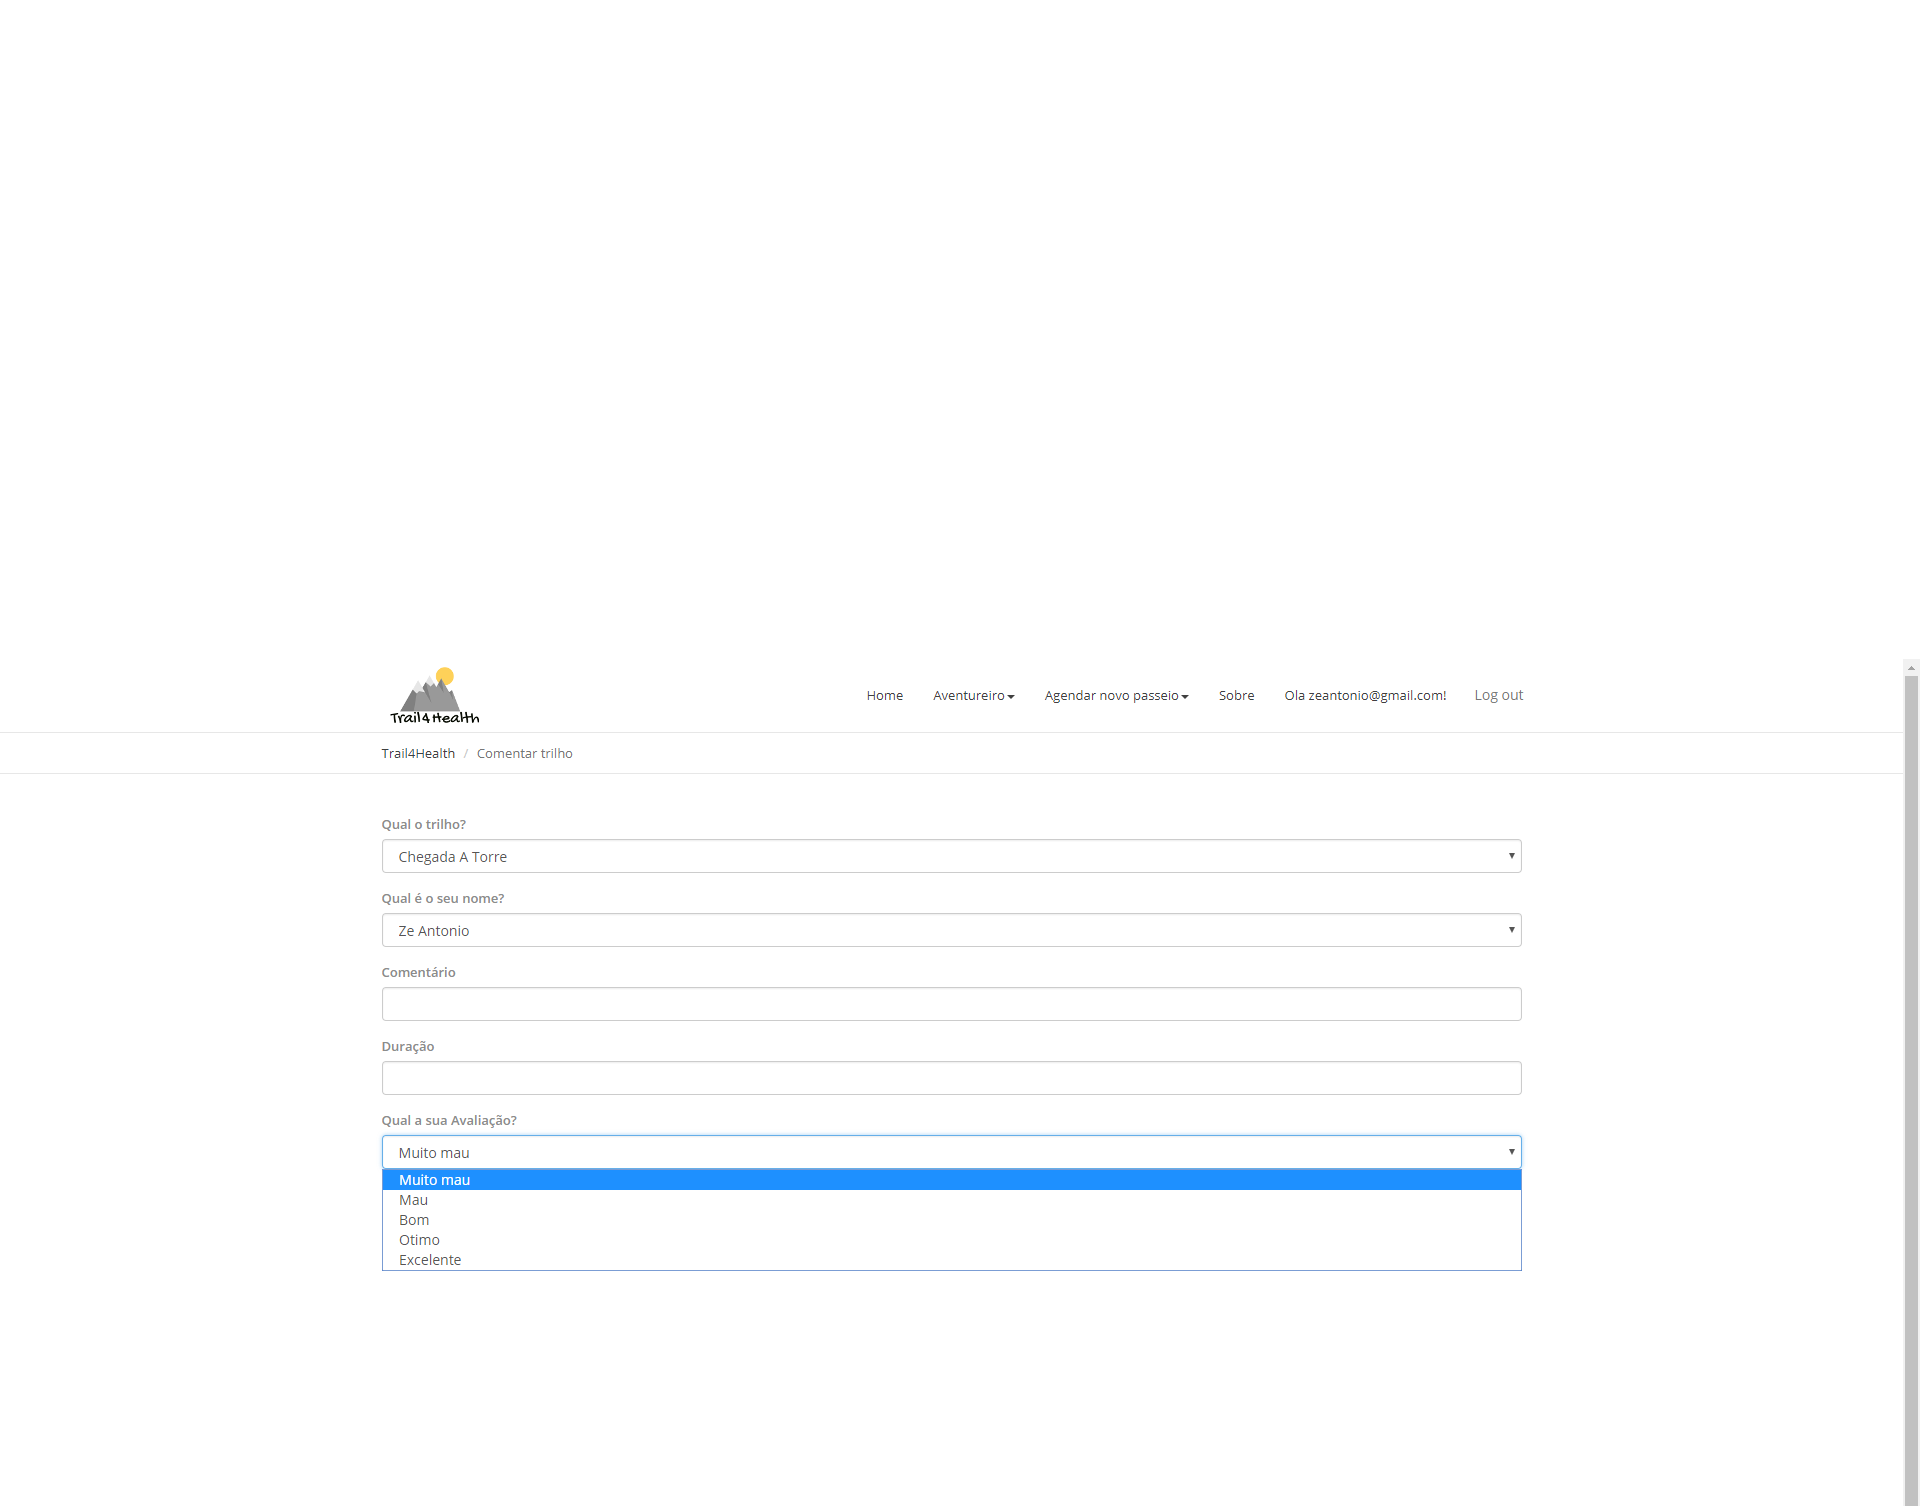 Trail4Health
Home Aventureiro Agendar novo passeio Sobre Ola zeantonio@gmail.com! Log out
Trail4Health / Comentar trilho
Qual o trilho?
Chegada A Torre
Qual é o seu nome?
Ze Antonio
Comentário
Duração
Qual a sua Avaliação?
Muito mau
Muito mau
Mau
Bom
Otimo
Excelente